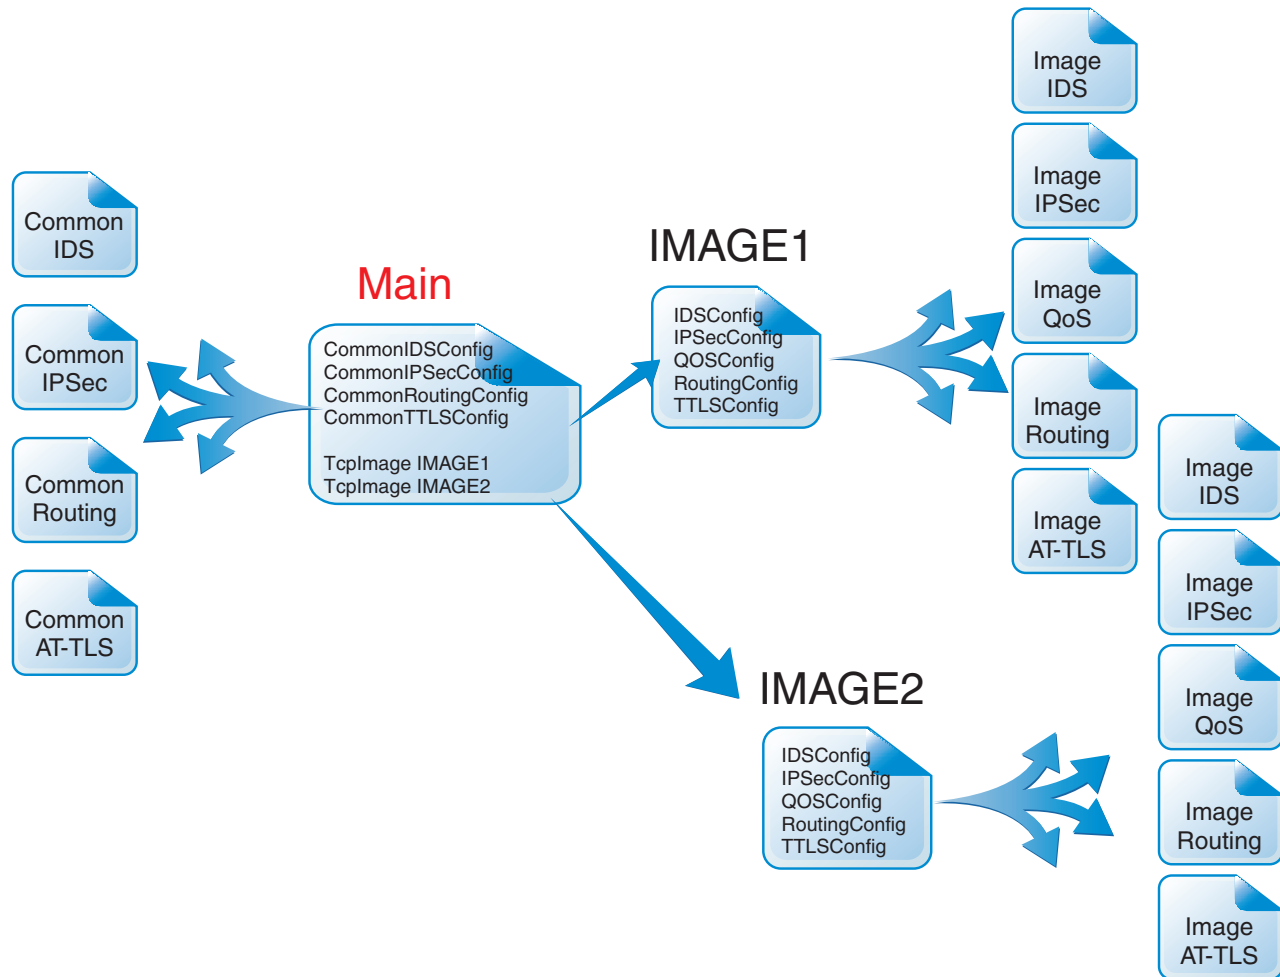 Common
IDS
Common
IPSec
Common
Routing
Common
AT-TLS
Main
CommonIDSConfig
CommonIPSecConfig
CommonRoutingConfig
CommonTTLSConfig
TcpImage IMAGE1
TcpImage IMAGE2
IMAGE1
IDSConfig
IPSecConfig
QOSConfig
RoutingConfig
TTLSConfig
Image
IDS
Image
IPSec
Image
QoS
Image
Routing
Image
AT-TLS
IMAGE2
IDSConfig
IPSecConfig
QOSConfig
RoutingConfig
TTLSConfig
Image
IDS
Image
IPSec
Image
QoS
Image
Routing
Image
AT-TLS